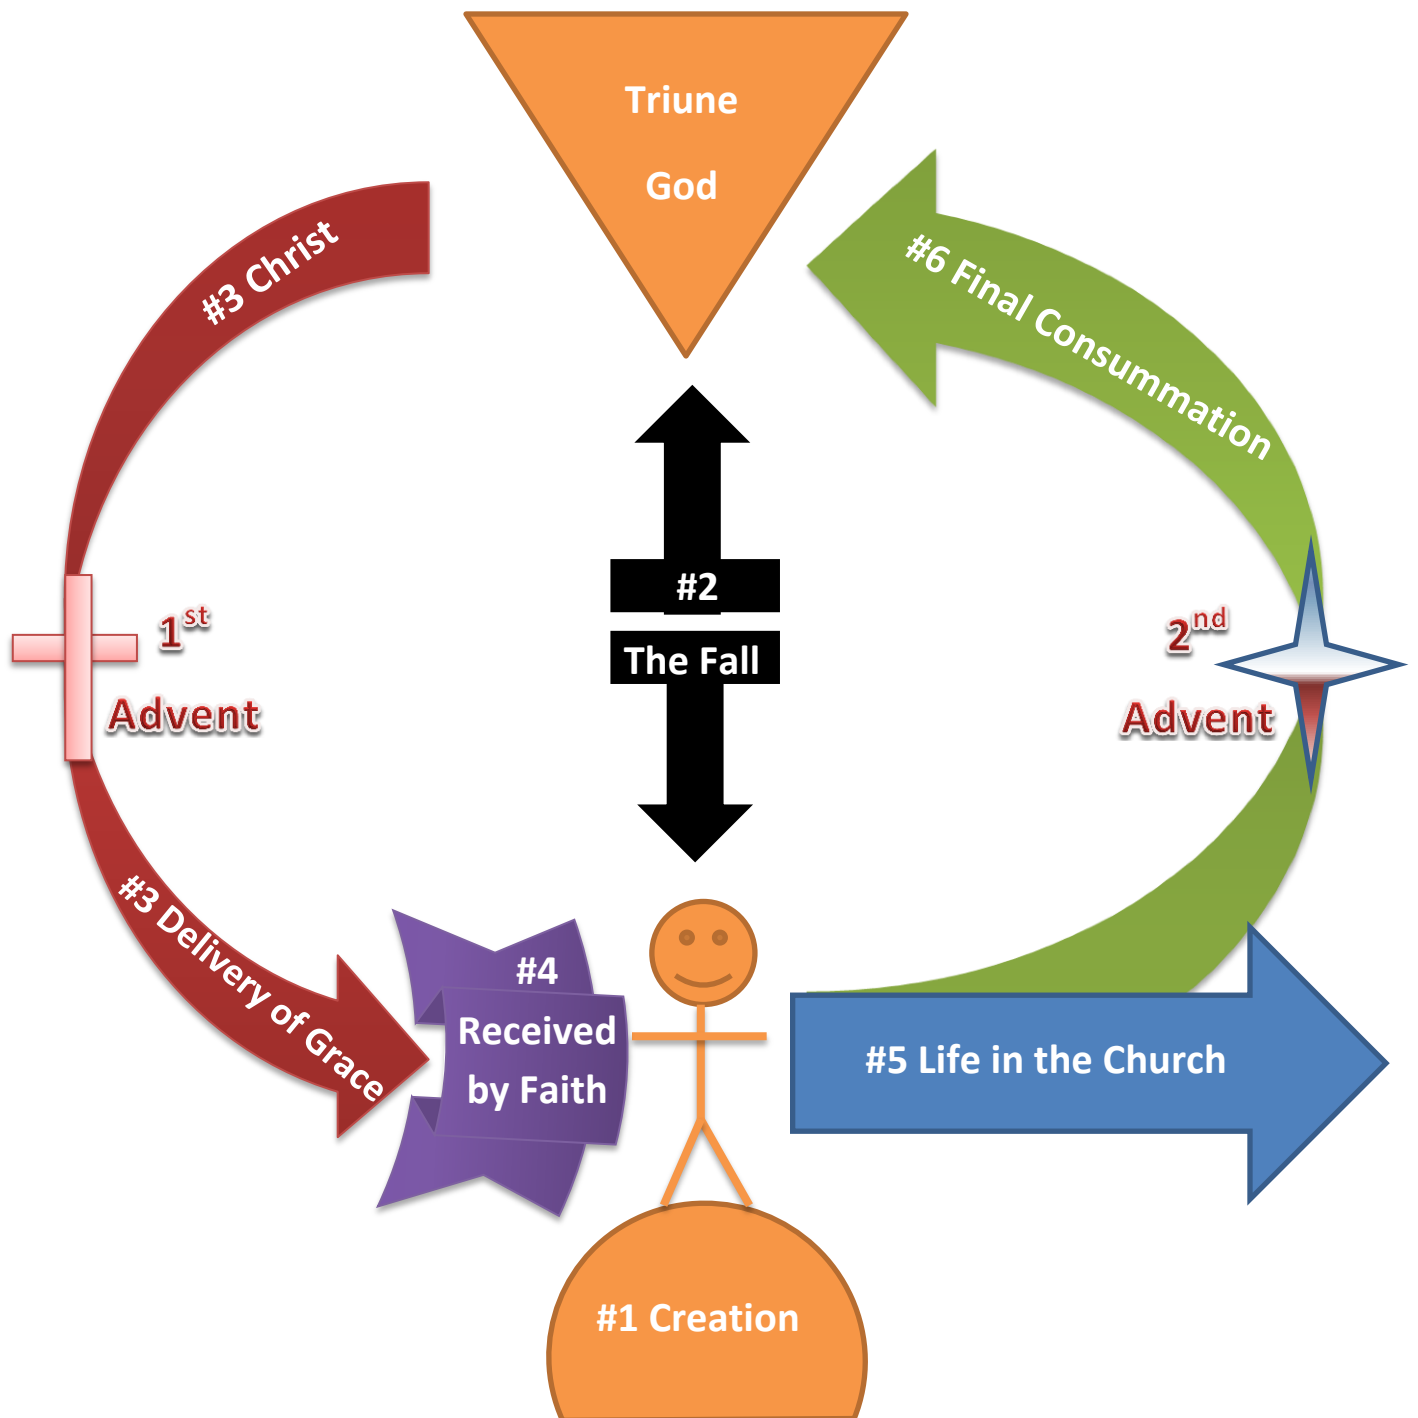 Triune
God
#3 Christ
#6 Final Consummation
#2
The Fall
1st
Advent
2nd
Advent
#3 Delivery of Grace
#4
Received
by Faith
#5 Life in the Church
#1 Creation